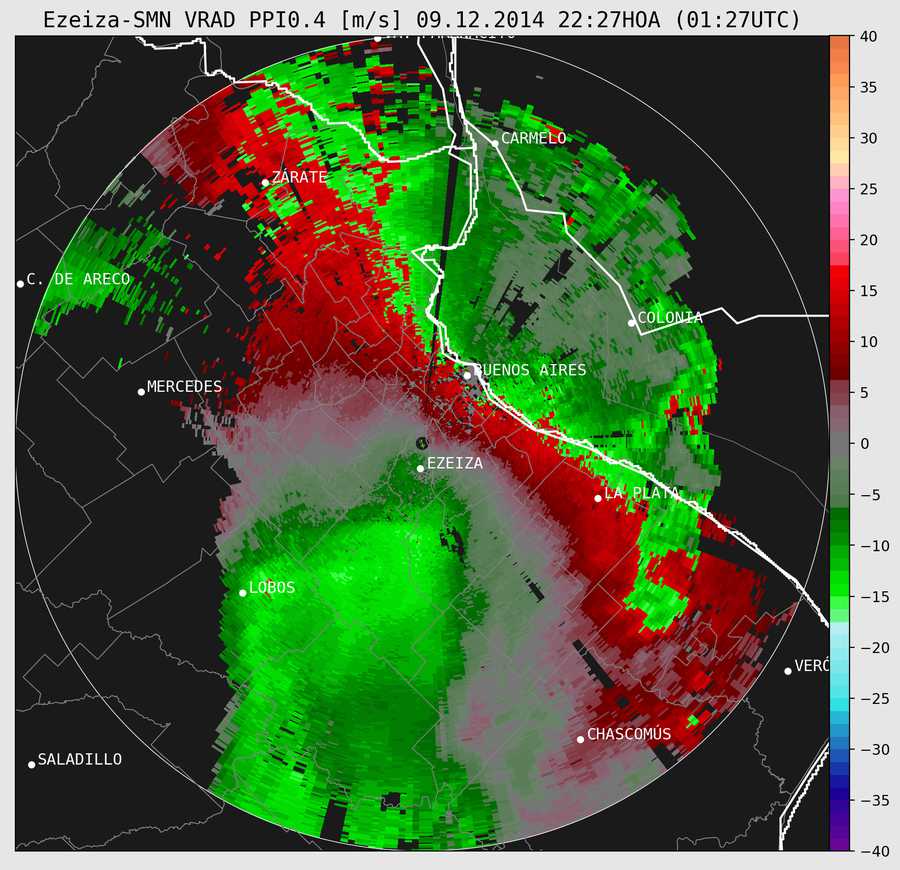 Ezeiza-SMN VRAD PPI0.4 [m/s] 09.12.2014 22:27HOA (01:27UTC)
CARMELO
ZÁRATE
C. DE ARECO
COLONIA
BUENOS AIRES
MERCEDES
EZEIZA
LA PLATA
LOBOS
VERÓ
CHASCOMÚS
SALADILLO
40
35
30
25
20
15
10
5
0
−5
−10
−15
−20
−25
−30
−35
−40